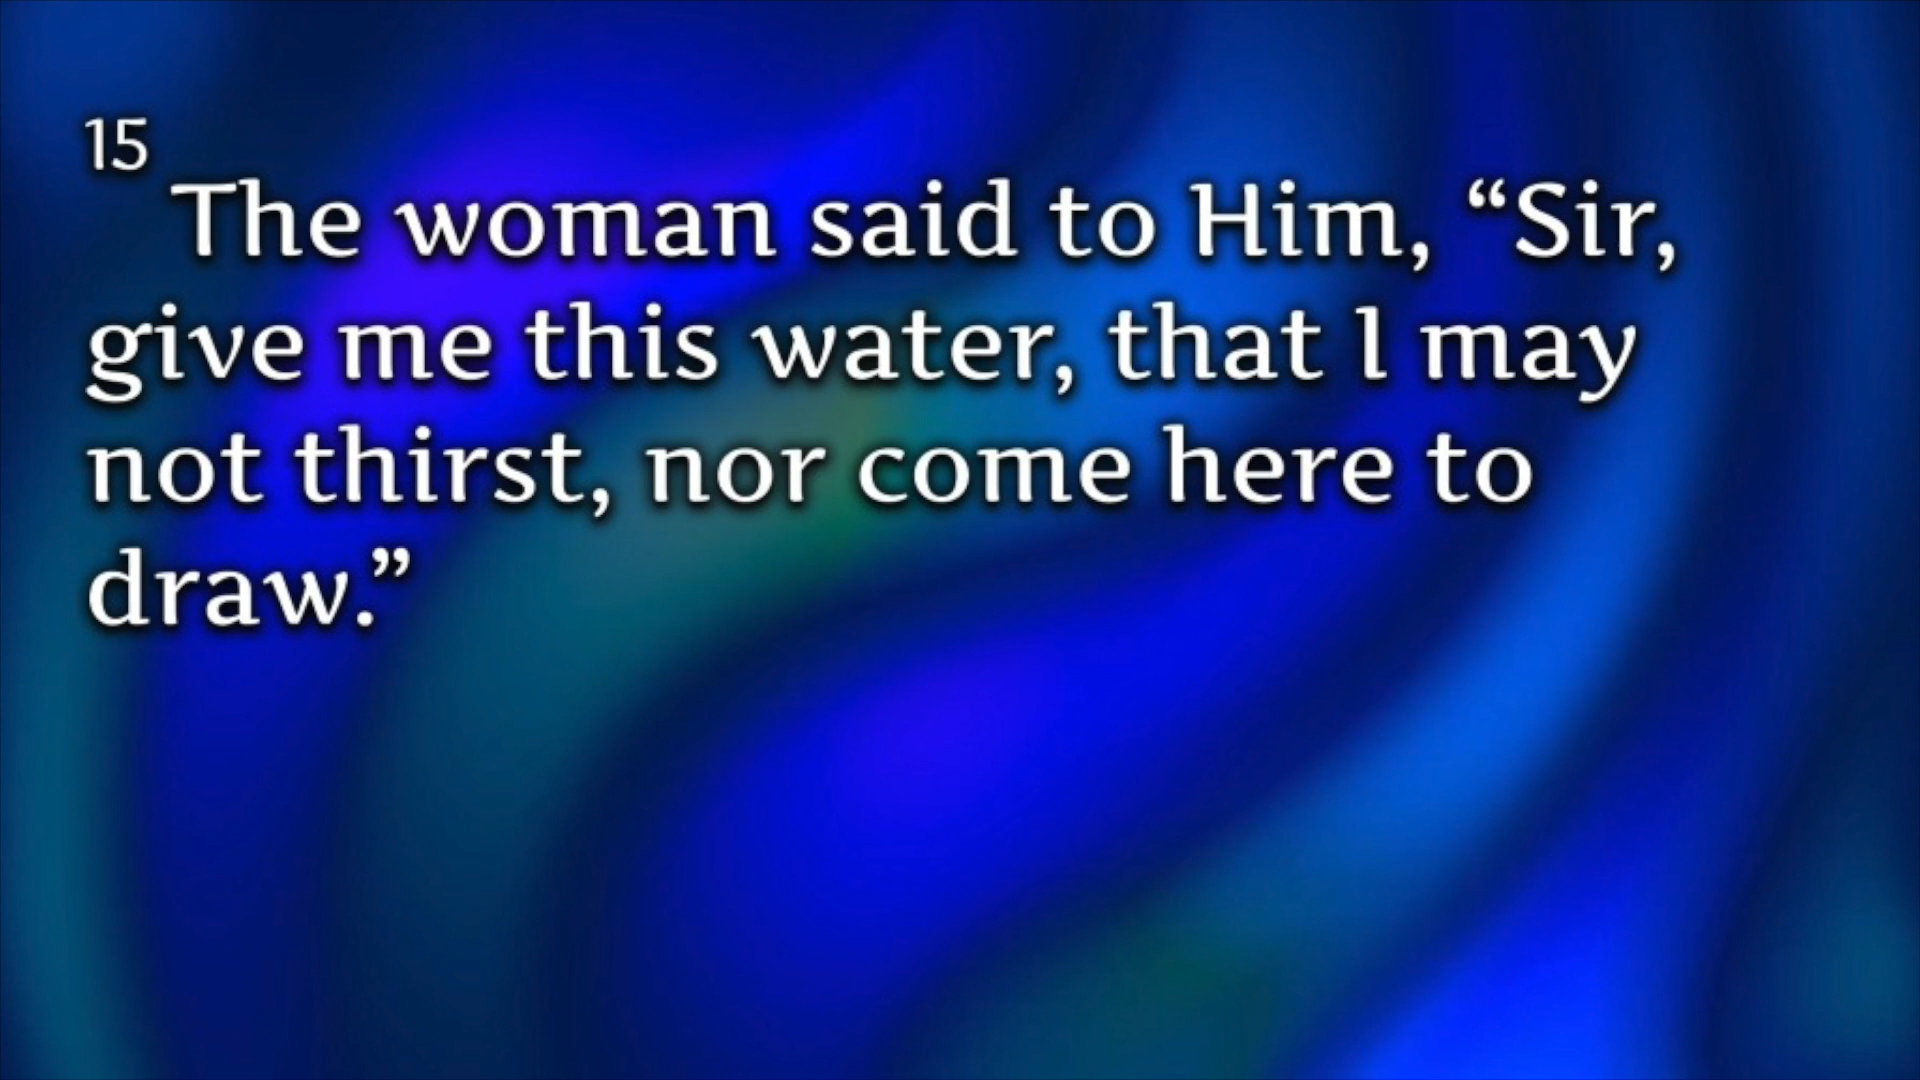 15
The woman said to Him, “Sir,
give me this water, that I may
not thirst, nor come here to
draw.”